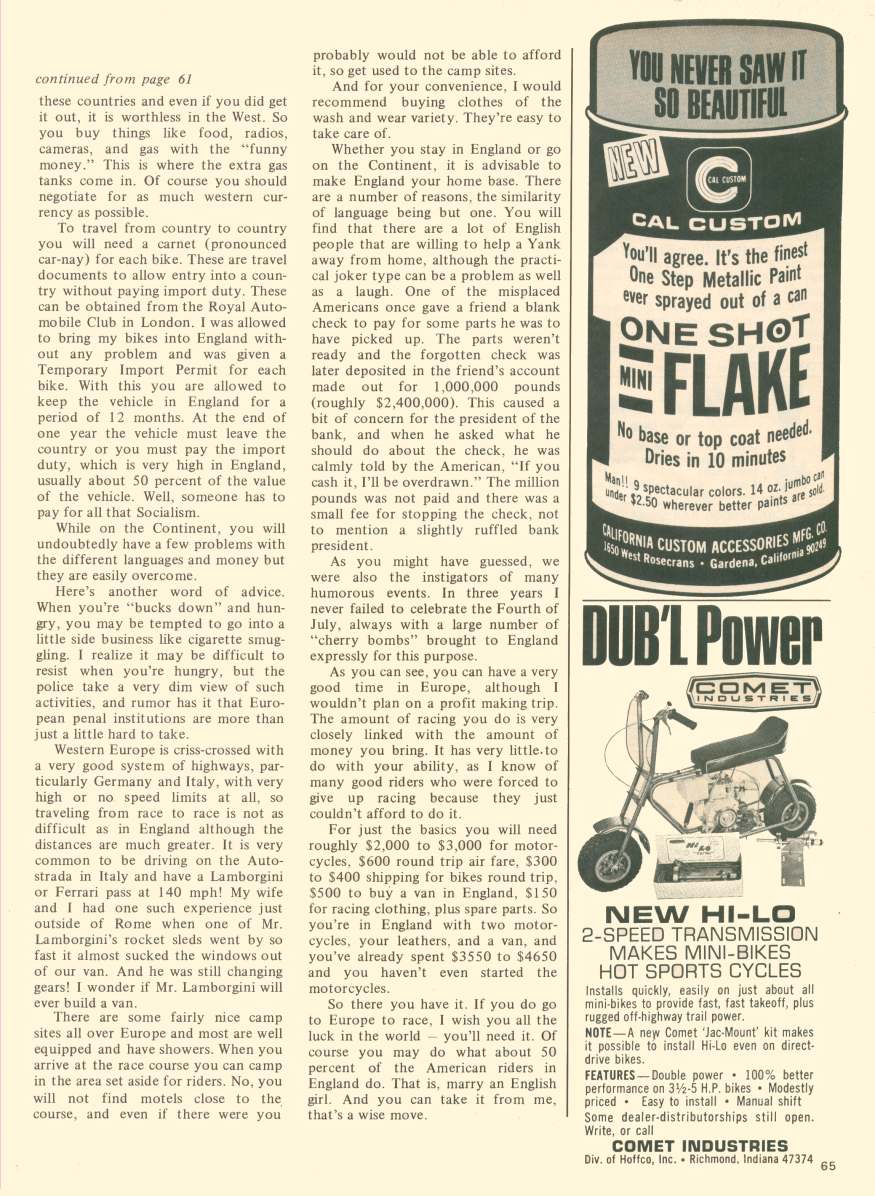 continued from page 61
these countries and even if you did get
it out, it is worthless in the West. So
you buy things like food, radios,
cameras, and gas with the “funny
money.” This is where the extra gas
tanks come in. Of course you should
negotiate for as much western cur-
rency as possible.
To travel from country to country
you will need a carnet (pronounced
car-nay) for each bike. These are travel
documents to allow entry into a coun-
try without paying import duty. These
can be obtained from the Royal Auto-
mobile Club in London. I was allowed
to bring my bikes into England with-
out any problem and was given a
Temporary Import Permit for each
bike. With this you are allowed to
keep the vehicle in England for a
period of 12 months. At the end of
one year the vehicle must leave the
country or you must pay the import
duty, which is very high in England,
usually about 50 percent of the value
of the vehicle. Well, someone has to
pay for all that Socialism.
While on the Continent, you will
undoubtedly have a few problems with
the different languages and money but
they are easily overcome.
Here's another word of advice.
When you're “bucks down” and hun-
gry, you may be tempted to go into a
little side business like cigarette smug-
gling. I realize it may be difficult to
resist when you're hungry, but the
police take a very dim view of such
activities, and rumor has it that Euro-
pean penal institutions are more than
just a little hard to take.
Western Europe is criss-crossed with
a very good system of highways, par-
ticularly Germany and Italy, with very
high or no speed limits at all, so
traveling from race to race is not as
difficult as in England although the
distances are much greater. It is very
common to be driving on the Auto-
strada in Italy and have a Lamborgini
or Ferrari pass at 140 mph! My wife
and I had one such experience just
outside of Rome when one of Mr.
Lamborgini's rocket sleds went by so
fast it almost sucked the windows out
of our van. And he was still changing
gears! I wonder if Mr. Lamborgini will
ever build a van.
There are some fairly nice camp
sites all over Europe and most are well
equipped and have showers. When you
arrive at the race course you can camp
in the area set aside for riders. No, you
will not find motels close to the
course, and even if there were you
probably would not be able to afford
it, so get used to the camp sites.
And for your convenience, I would
recommend buying clothes of the
wash and wear variety. They're easy to
take care of.
Whether you stay in England or go
on the Continent, it is advisable to
make England your home base. There
are a number of reasons, the similarity
of language being but one. You will
find that there are a lot of English
people that are willing to help a Yank
away from home, although the practi-
cal joker type can be a problem as well
as a laugh. One of the misplaced
Americans once gave a friend a blank
check to pay for some parts he was to
have picked up. The parts weren't
ready and the forgotten check was
later deposited in the friend's account
made out for 1,000,000 pounds
(roughly $2,400,000). This caused a
bit of concern for the president of the
bank, and when he asked what he
should do about the check, he was
calmly told by the American, “If you
cash it, I'll be overdrawn.” The million
pounds was not paid and there was a
small fee for stopping the check, not
to mention a slightly ruffled bank
president.
As you might have guessed, we
were also the instigators of many
humorous events. In three years I
never failed to celebrate the Fourth of
July, always with a large number of
“cherry bombs” brought to England
expressly for this purpose.
As you can see, you can have a very
good time in Europe, although I
wouldn't plan on a profit making trip.
The amount of racing you do is very
closely linked with the amount of
money you bring. It has very little to
do with your ability, as I know of
many good riders who were forced to
give up racing because they just
couldn't afford to do it.
For just the basics you will need
roughly $2,000 to $3,000 for motor-
cycles, $600 round trip air fare, $300
to $400 shipping for bikes round trip,
$500 to buy a van in England, $150
for racing clothing, plus spare parts. So
you're in England with two motor-
cycles, your leathers, and a van, and
you've already spent $3550 to $4650
and you haven't even started the
motorcycles.
So there you have it. If you do go
to Europe to race, I wish you all the
luck in the world — you'll need it. Of
course you may do what about 50
percent of the American riders in
England do. That is, marry an English
girl. And you can take it from me,
that's a wise move.
YOU NEVER SAW IT
SO BEAUTIFUL
NEW
CAL CUSTOM
CAL CUSTOM
You'll agree. It's the finest
One Step Metallic Paint
ever sprayed out of a can
ONE SHOT
MINI FLAKE
No base or top coat needed.
Dries in 10 minutes
Man!! 9 spectacular colors. 14 oz. jumbo can
under $2.50 wherever better paints are sold.
CALIFORNIA CUSTOM ACCESSORIES MFG. CO.
1650 West Rosecrans • Gardena, California 90249
DUB'L Power
COMET
INDUSTRIES
HI LO
NEW HI-LO
2-SPEED TRANSMISSION
MAKES MINI-BIKES
HOT SPORTS CYCLES
Installs quickly, easily on just about all
mini-bikes to provide fast, fast takeoff, plus
rugged off-highway trail power.
NOTE—A new Comet 'Jac-Mount' kit makes
it possible to install Hi-Lo even on direct-
drive bikes.
FEATURES—Double power • 100% better
performance on 3½-5 H.P. bikes • Modestly
priced • Easy to install • Manual shift
Some dealer-distributorships still open.
Write, or call
COMET INDUSTRIES
Div. of Hoffco, Inc. • Richmond, Indiana 47374
65